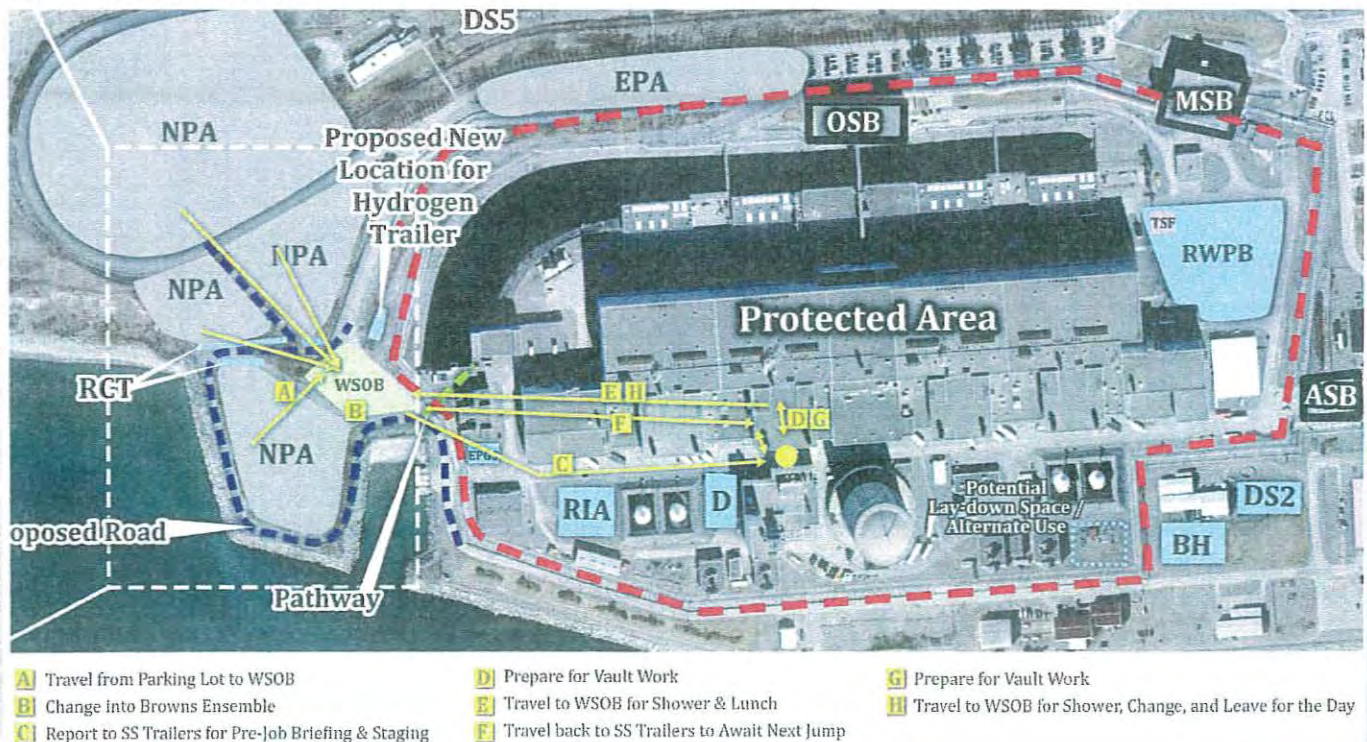 DS5
EPA
MSB
NPA
OSB
Proposed New
Location for
Hydrogen
Trailer
NPA
TSF
RWPB
NPA
Protected Area
RCT
A
WSOB
B
E H
D G
F
ASB
NPA
C
RIA
D
Potential
Lay-down Space /
Alternate Use
DS2
BH
oposed Road
Pathway
A Travel from Parking Lot to WSOB
B Change into Browns Ensemble
C Report to SS Trailers for Pre-Job Briefing & Staging
D Prepare for Vault Work
E Travel to WSOB for Shower & Lunch
F Travel back to SS Trailers to Await Next Jump
G Prepare for Vault Work
H Travel to WSOB for Shower, Change, and Leave for the Day